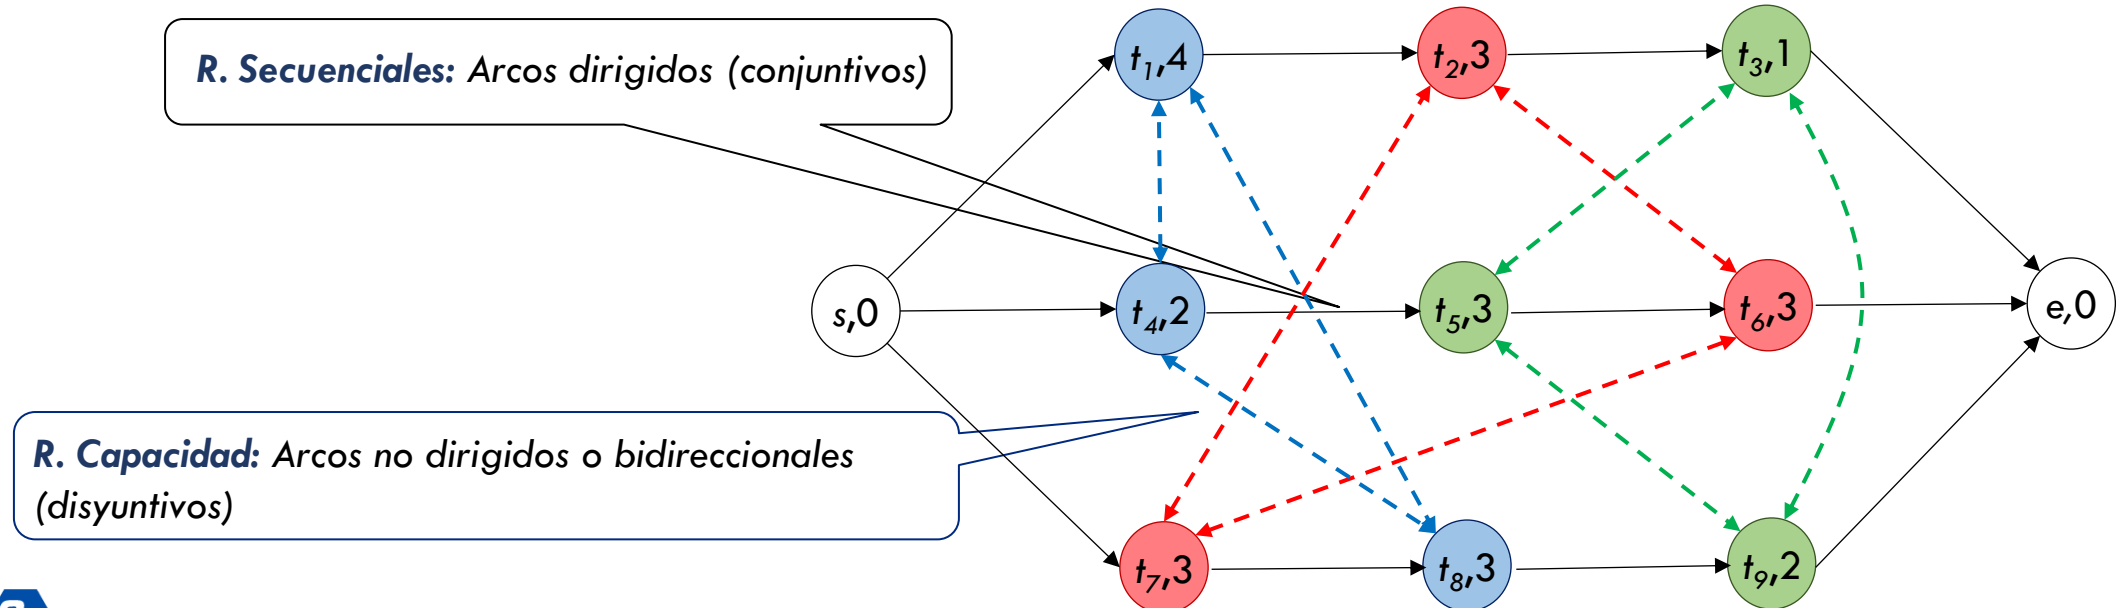 R. Secuenciales: Arcos dirigidos (conjuntivos)
t1,4
t2,3
t3,1
s,0
t4,2
t5,3
t6,3
e,0
R. Capacidad: Arcos no dirigidos o bidireccionales
(disyuntivos)
t7,3
t8,3
t9,2